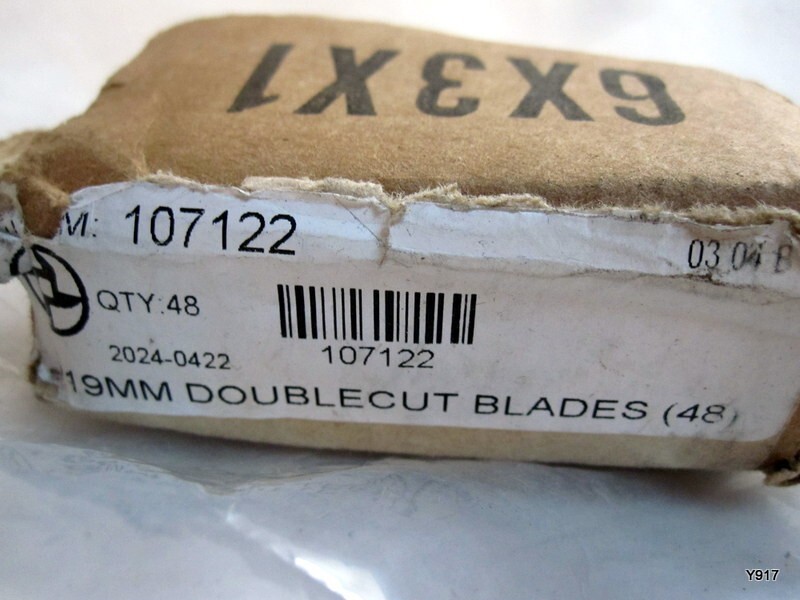 6X3X1
M: 107122
03 04 B
QTY:48
2024-0422
107122
19MM DOUBLECUT BLADES (48)
Y917